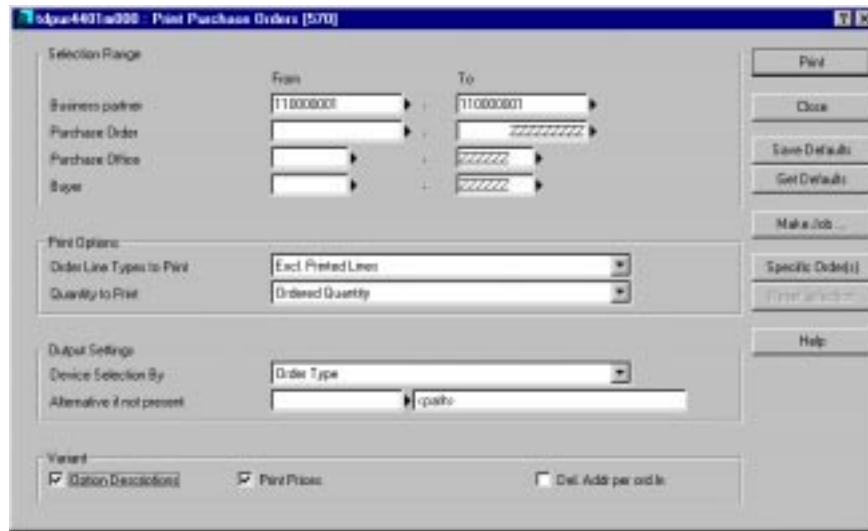 tdpur4401m000 : Print Purchase Orders [570]
Selection Range
From To
Business partner 110000001 - 110000001
Purchase Order - ZZZZZZZZZ
Purchase Office - ZZZZZZ
Buyer - ZZZZZZ
Print Options
Order Line Types to Print Excl. Printed Lines
Quantity to Print Ordered Quantity
Output Settings
Device Selection By Order Type
Alternative if not present <path>
Variant
Option Descriptions Print Prices Del. Addr per ord.ln
Print
Close
Save Defaults
Get Defaults
Make Job ...
Specific Order(s)
Help